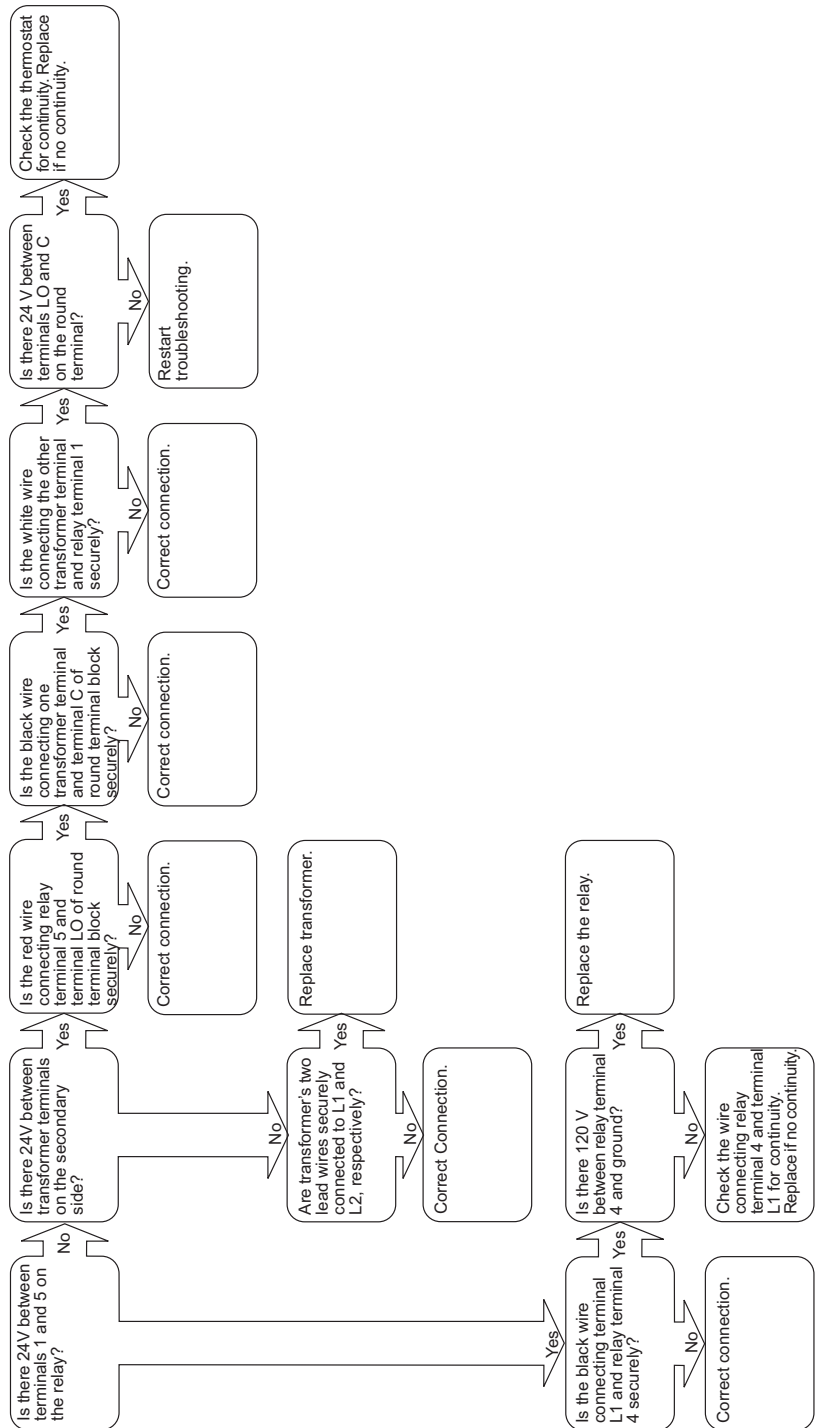 Is there 24V between
terminals 1 and 5 on
the relay?
No
Is there 24V between
transformer terminals
on the secondary
side?
Yes
Is the red wire
connecting relay
terminal 5 and
terminal LO of round
terminal block
securely?
Yes
Is the black wire
connecting one
transformer terminal
and terminal C of
round terminal block
securely?
Yes
Is the white wire
connecting the other
transformer terminal
and relay terminal 1
securely?
Yes
Is there 24 V between
terminals LO and C
on the round
terminal?
Yes
Check the thermostat
for continuity. Replace
if no continuity.
No
Correct connection.
No
Correct connection.
No
Correct connection.
No
Restart
troubleshooting.
No
Are transformer's two
lead wires securely
connected to L1 and
L2, respectively?
Yes
Replace transformer.
No
Correct Connection.
Yes
Is the black wire
connecting terminal
L1 and relay terminal
4 securely?
Yes
Is there 120 V
between relay terminal
4 and ground?
Yes
Replace the relay.
No
Correct connection.
No
Check the wire
connecting relay
terminal 4 and terminal
L1 for continuity.
Replace if no continuity.